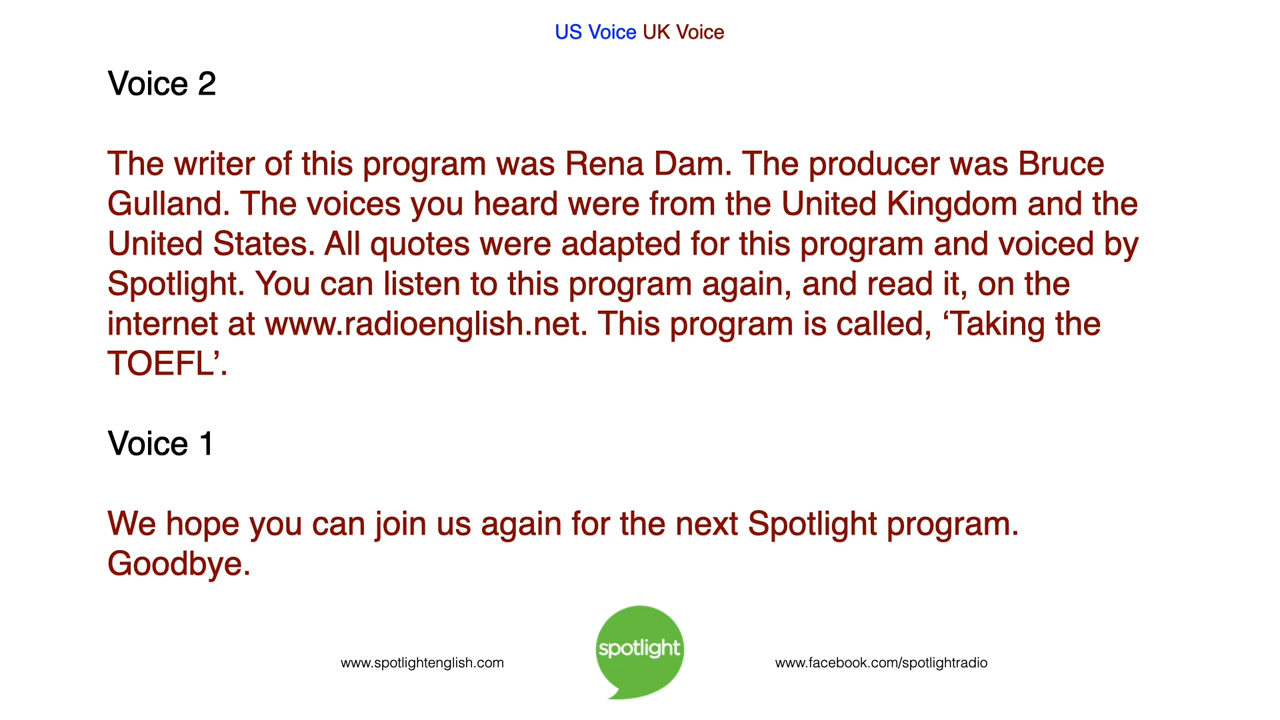 US Voice UK Voice
Voice 2
The writer of this program was Rena Dam. The producer was Bruce
Gulland. The voices you heard were from the United Kingdom and the
United States. All quotes were adapted for this program and voiced by
Spotlight. You can listen to this program again, and read it, on the
internet at www.radioenglish.net. This program is called, ‘Taking the
TOEFL’.
Voice 1
We hope you can join us again for the next Spotlight program.
Goodbye.
www.spotlightenglish.com
spotlight
www.facebook.com/spotlightradio